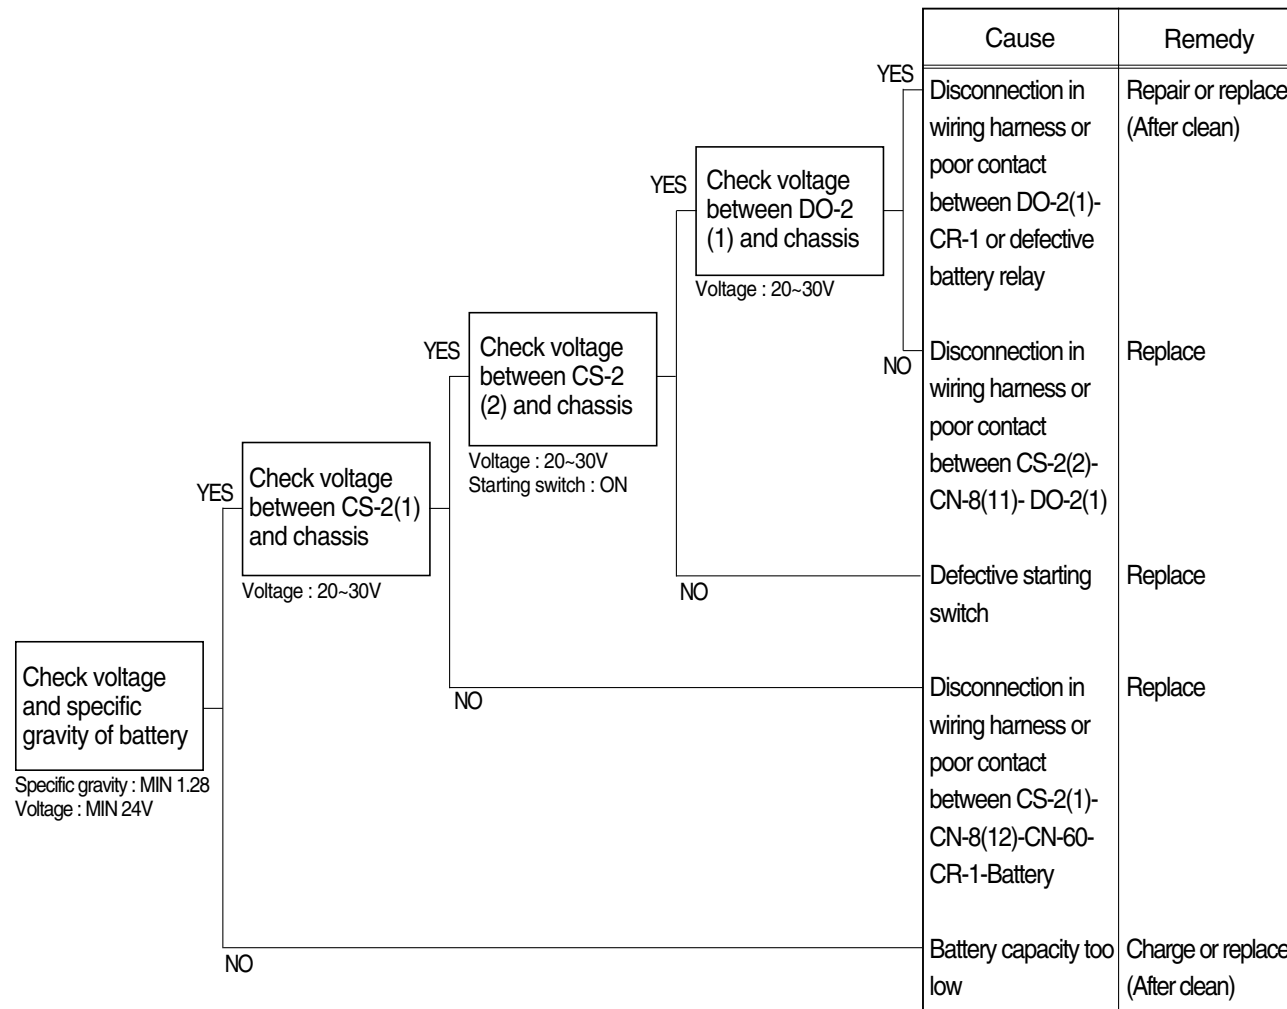 Cause
Remedy
YES
Disconnection in
wiring harness or
poor contact
between DO-2(1)-
CR-1 or defective
battery relay
Repair or replace
(After clean)
YES
Check voltage
between DO-2
(1) and chassis
Voltage : 20~30V
NO
Disconnection in
wiring harness or
poor contact
between CS-2(2)-
CN-8(11)- DO-2(1)
Replace
YES
Check voltage
between CS-2
(2) and chassis
Voltage : 20~30V
Starting switch : ON
NO
Defective starting
switch
Replace
YES
Check voltage
between CS-2(1)
and chassis
Voltage : 20~30V
NO
Disconnection in
wiring harness or
poor contact
between CS-2(1)-
CN-8(12)-CN-60-
CR-1-Battery
Replace
Check voltage
and specific
gravity of battery
Specific gravity : MIN 1.28
Voltage : MIN 24V
NO
Battery capacity too
low
Charge or replace
(After clean)